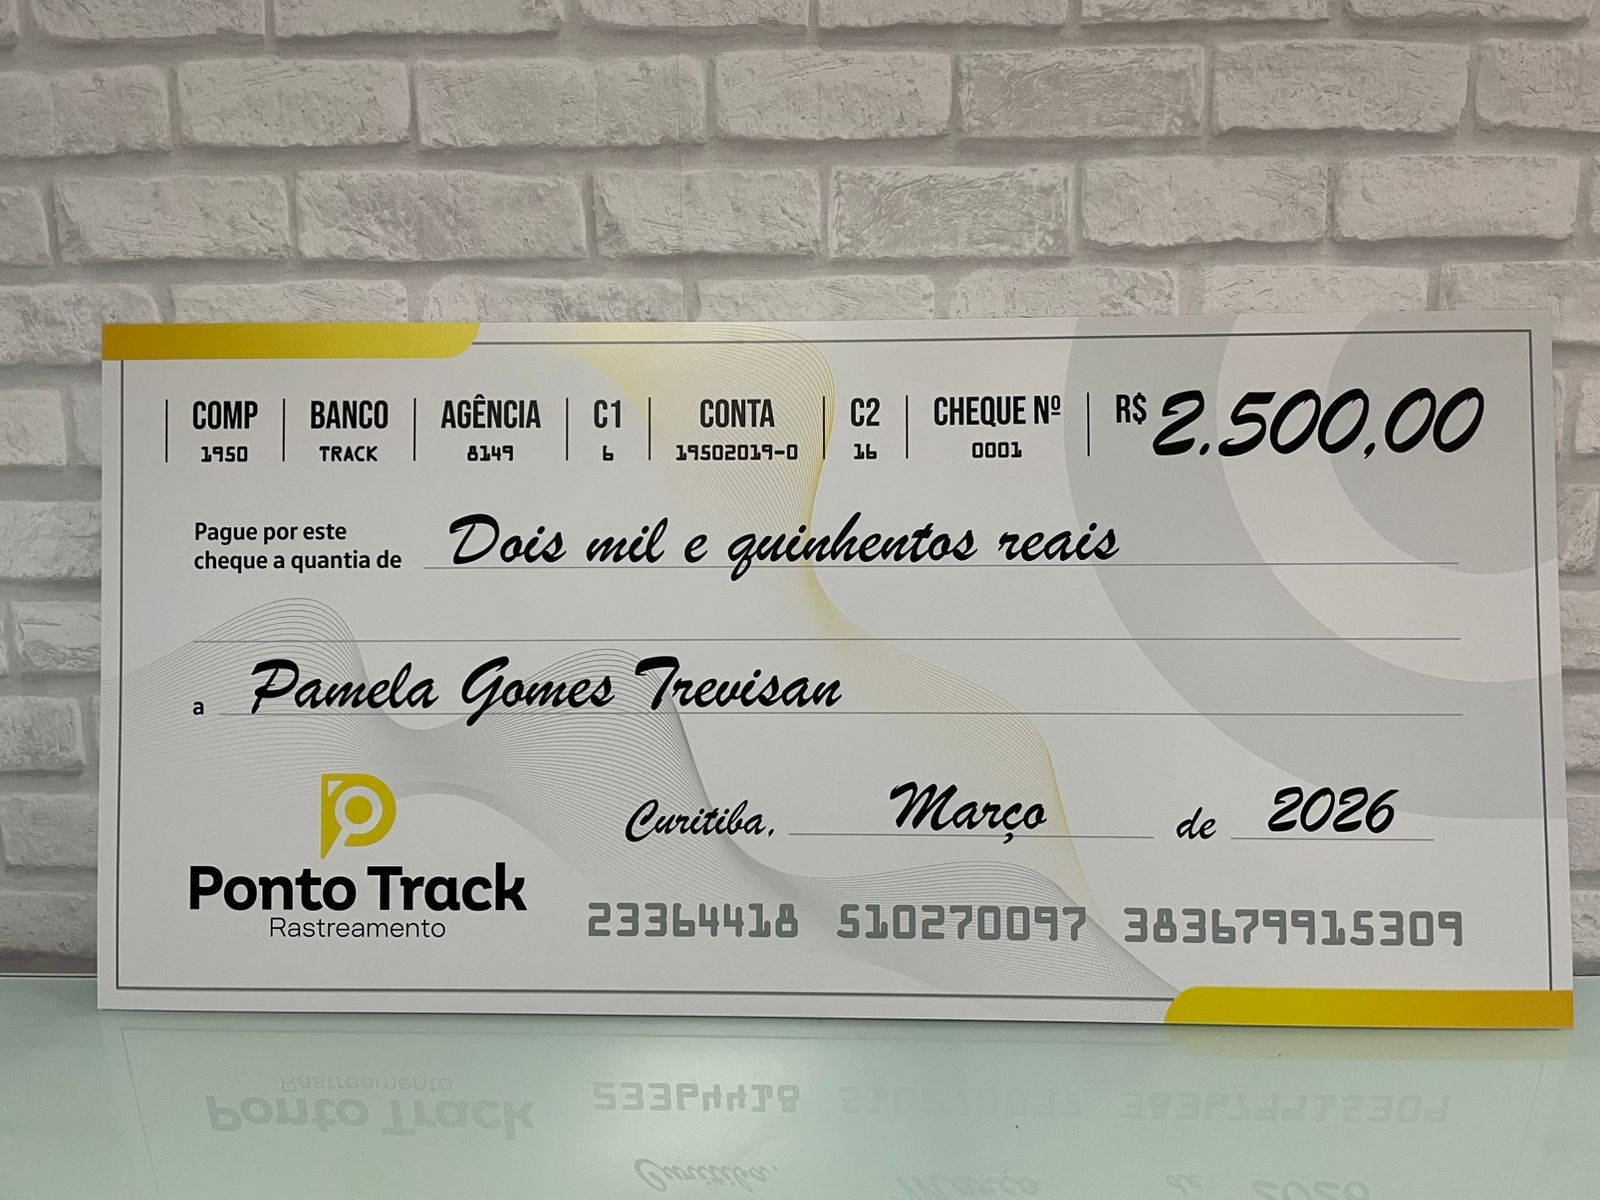 COMP BANCO AGÊNCIA C1 CONTA C2 CHEQUE Nº R$ 2.500,00
1950 TRACK 8149 6 19502019-0 16 0001
Pague por este
cheque a quantia de Dois mil e quinhentos reais
a Pamela Gomes Trevisan
Curitiba, Março de 2026
Ponto Track
Rastreamento
23364418 510270097 383679915309